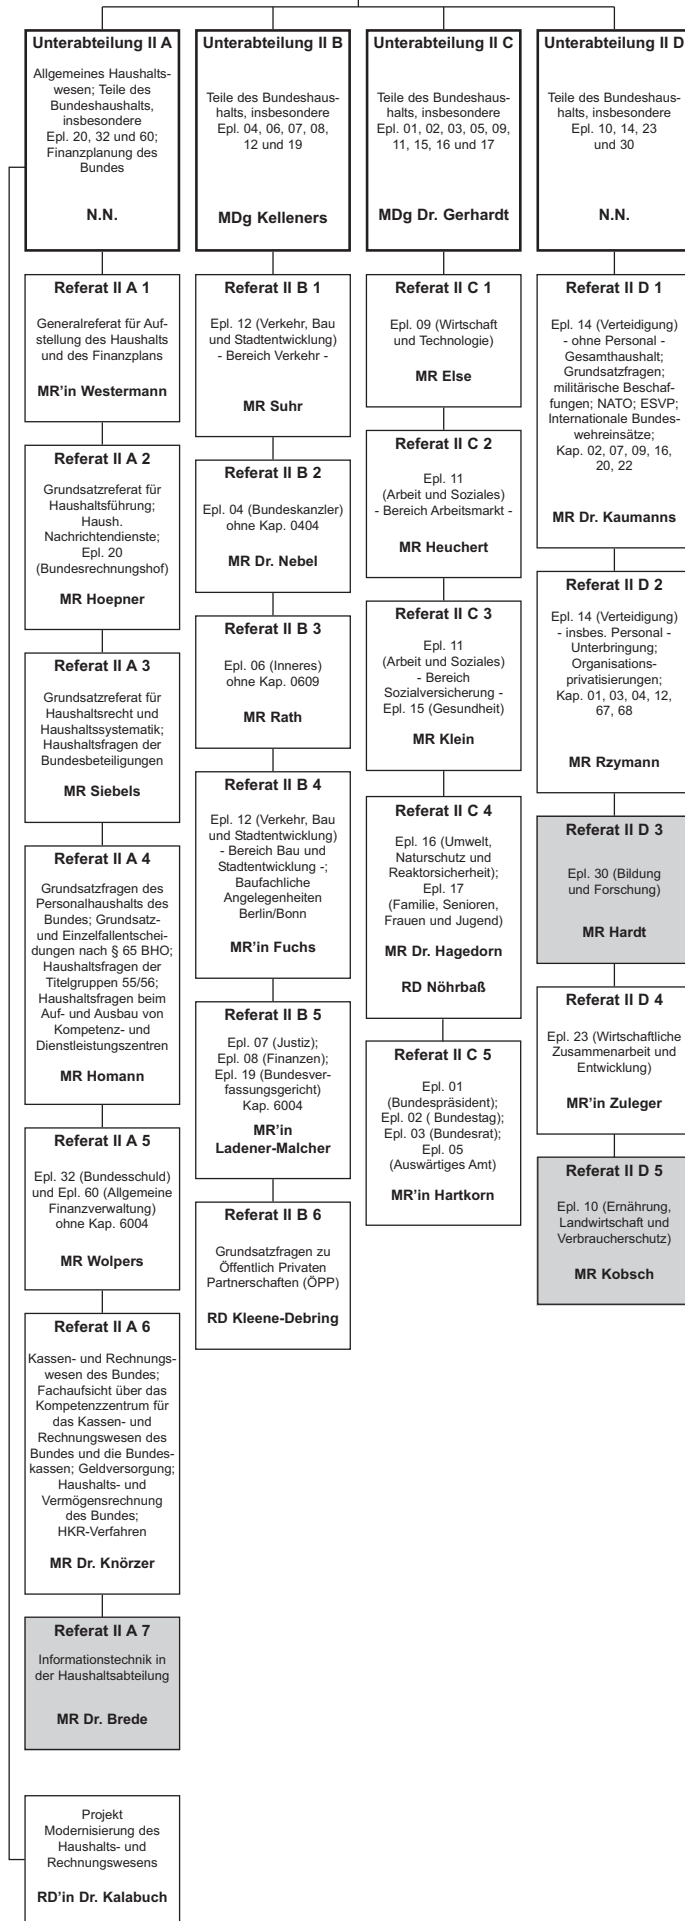 Unterabteilung II A
Allgemeines Haushalts-
wesen; Teile des
Bundeshaushalts,
insbesondere
Epl. 20, 32 und 60;
Finanzplanung des
Bundes
N.N.
Referat II A 1
Generalreferat für Auf-
stellung des Haushalts
und des Finanzplans
MR’in Westermann
Referat II A 2
Grundsatzreferat für
Haushaltsführung;
Haush.
Nachrichtendienste;
Epl. 20
(Bundesrechnungshof)
MR Hoepner
Referat II A 3
Grundsatzreferat für
Haushaltsrecht und
Haushaltssystematik;
Haushaltsfragen der
Bundesbeteiligungen
MR Siebels
Referat II A 4
Grundsatzfragen des
Personalhaushalts des
Bundes; Grundsatz-
und Einzelfallentschei-
dungen nach § 65 BHO;
Haushaltsfragen der
Titelgruppen 55/56;
Haushaltsfragen beim
Auf- und Ausbau von
Kompetenz- und
Dienstleistungszentren
MR Homann
Referat II A 5
Epl. 32 (Bundesschuld)
und Epl. 60 (Allgemeine
Finanzverwaltung)
ohne Kap. 6004
MR Wolpers
Referat II A 6
Kassen- und Rechnungs-
wesen des Bundes;
Fachaufsicht über das
Kompetenzzentrum für
das Kassen- und
Rechnungswesen des
Bundes und die Bundes-
kassen; Geldversorgung;
Haushalts- und
Vermögensrechnung
des Bundes;
HKR-Verfahren
MR Dr. Knörzer
Referat II A 7
Informationstechnik in
der Haushaltsabteilung
MR Dr. Brede
Projekt
Modernisierung des
Haushalts- und
Rechnungswesens
RD’in Dr. Kalabuch
Unterabteilung II B
Teile des Bundeshaus-
halts, insbesondere
Epl. 04, 06, 07, 08,
12 und 19
MDg Kelleners
Referat II B 1
Epl. 12 (Verkehr, Bau
und Stadtentwicklung)
- Bereich Verkehr -
MR Suhr
Referat II B 2
Epl. 04 (Bundeskanzler)
ohne Kap. 0404
MR Dr. Nebel
Referat II B 3
Epl. 06 (Inneres)
ohne Kap. 0609
MR Rath
Referat II B 4
Epl. 12 (Verkehr, Bau
und Stadtentwicklung)
- Bereich Bau und
Stadtentwicklung -;
Baufachliche
Angelegenheiten
Berlin/Bonn
MR’in Fuchs
Referat II B 5
Epl. 07 (Justiz);
Epl. 08 (Finanzen);
Epl. 19 (Bundesver-
fassungsgericht)
Kap. 6004
MR’in
Ladener-Malcher
Referat II B 6
Grundsatzfragen zu
Öffentlich Privaten
Partnerschaften (ÖPP)
RD Kleene-Debring
Unterabteilung II C
Teile des Bundeshaus-
halts, insbesondere
Epl. 01, 02, 03, 05, 09,
11, 15, 16 und 17
MDg Dr. Gerhardt
Referat II C 1
Epl. 09 (Wirtschaft
und Technologie)
MR Else
Referat II C 2
Epl. 11
(Arbeit und Soziales)
- Bereich Arbeitsmarkt -
MR Heuchert
Referat II C 3
Epl. 11
(Arbeit und Soziales)
- Bereich
Sozialversicherung -
Epl. 15 (Gesundheit)
MR Klein
Referat II C 4
Epl. 16 (Umwelt,
Naturschutz und
Reaktorsicherheit);
Epl. 17
(Familie, Senioren,
Frauen und Jugend)
MR Dr. Hagedorn
RD Nöhrbaß
Referat II C 5
Epl. 01
(Bundespräsident);
Epl. 02 ( Bundestag);
Epl. 03 (Bundesrat);
Epl. 05
(Auswärtiges Amt)
MR’in Hartkorn
Unterabteilung II D
Teile des Bundeshaus-
halts, insbesondere
Epl. 10, 14, 23
und 30
N.N.
Referat II D 1
Epl. 14 (Verteidigung)
- ohne Personal -
Gesamthaushalt;
Grundsatzfragen;
militärische Beschaf-
fungen; NATO; ESVP;
Internationale Bundes-
wehreinsätze;
Kap. 02, 07, 09, 16,
20, 22
MR Dr. Kaumanns
Referat II D 2
Epl. 14 (Verteidigung)
- insbes. Personal -
Unterbringung;
Organisations-
privatisierungen;
Kap. 01, 03, 04, 12,
67, 68
MR Rzymann
Referat II D 3
Epl. 30 (Bildung
und Forschung)
MR Hardt
Referat II D 4
Epl. 23 (Wirtschaftliche
Zusammenarbeit und
Entwicklung)
MR’in Zuleger
Referat II D 5
Epl. 10 (Ernährung,
Landwirtschaft und
Verbraucherschutz)
MR Kobsch